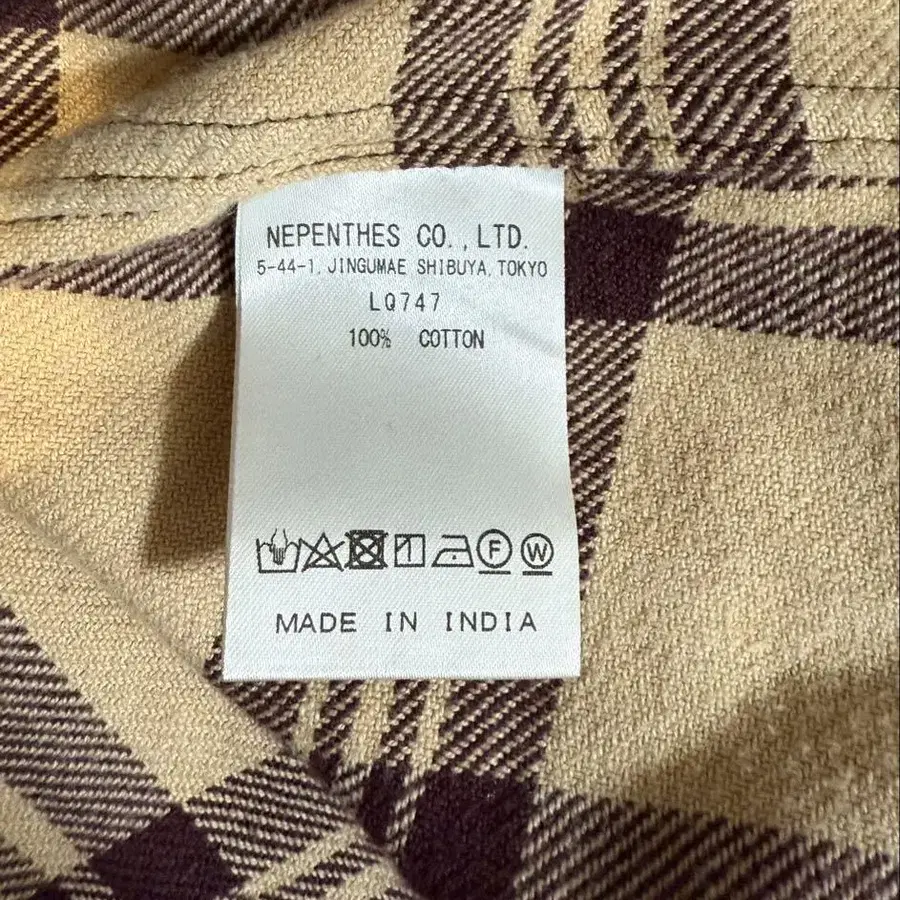 NEPENTHES CO.,LTD.
5-44-1, JINGUMAE SHIBUYA, TOKYO
LQ747
100% COTTON
F W
MADE IN INDIA